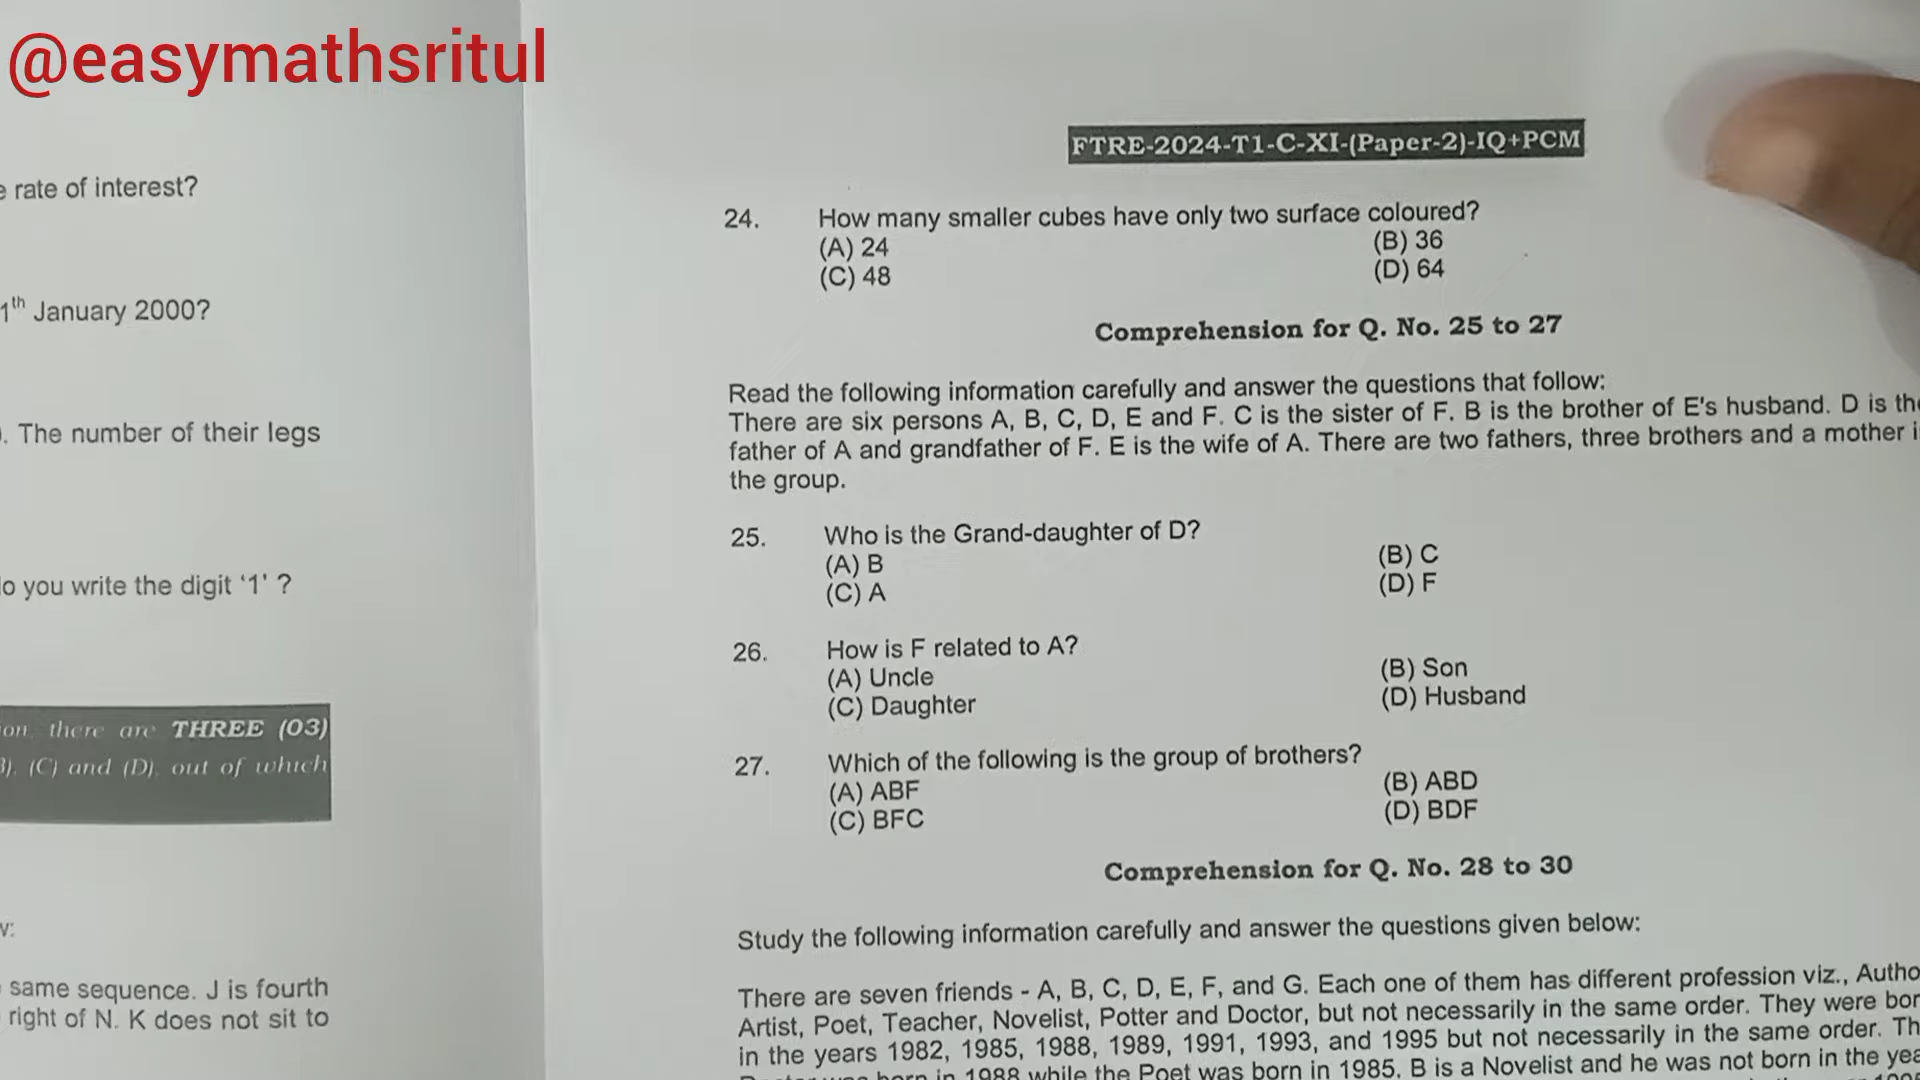 @easymathsritul
rate of interest?
1th January 2000?
. The number of their legs
do you write the digit '1' ?
there are THREE (03)
(C) and (D), out of which
same sequence. J is fourth
right of N. K does not sit to
FTRE-2024-T1-C-XI-(Paper-2)-IQ+PCM
24. How many smaller cubes have only two surface coloured?
(A) 24 (B) 36
(C) 48 (D) 64
Comprehension for Q. No. 25 to 27
Read the following information carefully and answer the questions that follow:
There are six persons A, B, C, D, E and F. C is the sister of F. B is the brother of E's husband. D is the
father of A and grandfather of F. E is the wife of A. There are two fathers, three brothers and a mother
the group.
25. Who is the Grand-daughter of D?
(A) B (B) C
(C) A (D) F
26. How is F related to A?
(A) Uncle (B) Son
(C) Daughter (D) Husband
27. Which of the following is the group of brothers?
(A) ABF (B) ABD
(C) BFC (D) BDF
Comprehension for Q. No. 28 to 30
Study the following information carefully and answer the questions given below:
There are seven friends - A, B, C, D, E, F, and G. Each one of them has different profession viz.,
Artist, Poet, Teacher, Novelist, Potter and Doctor, but not necessarily in the same order. They were
in the years 1982, 1985, 1988, 1989, 1991, 1993, and 1995 but not necessarily in the same order.
born in 1988 while the Poet was born in 1985. B is a Novelist and he was not born in the